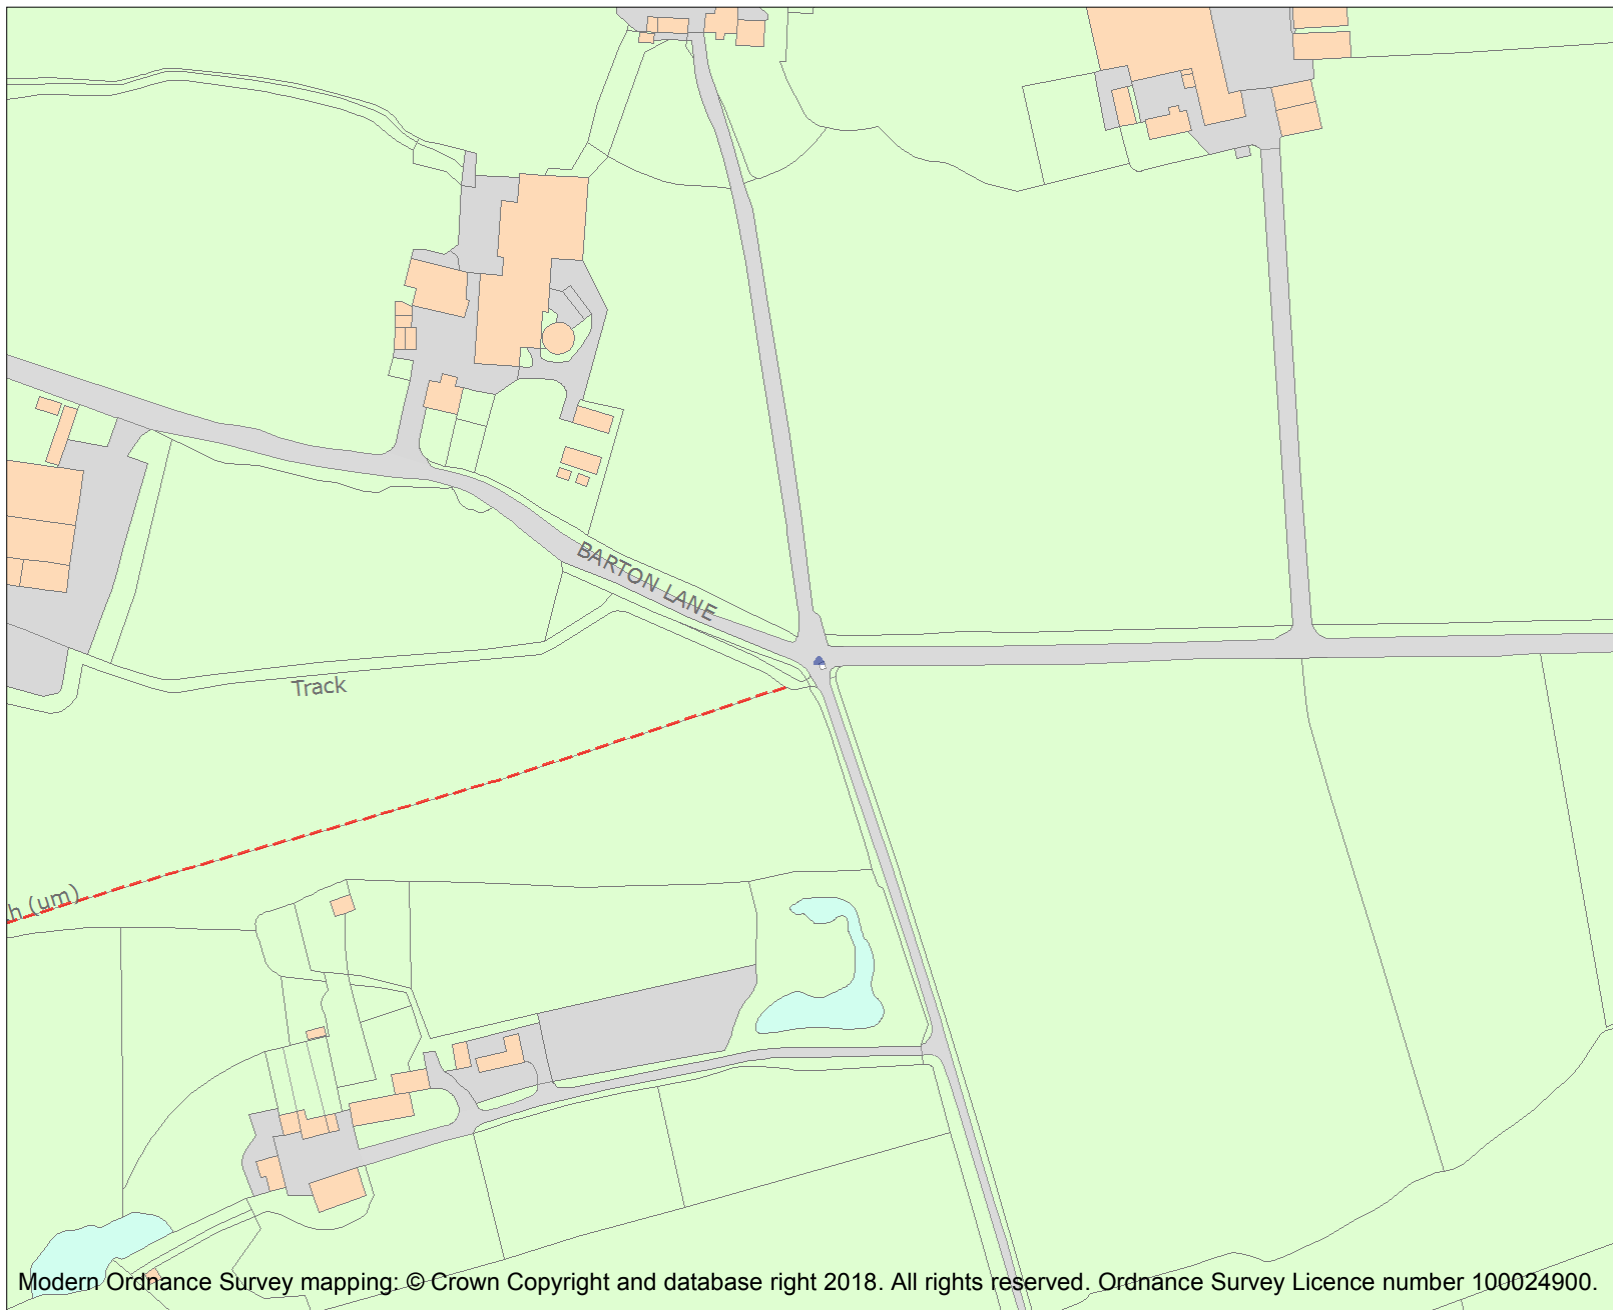 BARTON LANE
Track
h (um)
Modern Ordnance Survey mapping: © Crown Copyright and database right 2018. All rights reserved. Ordnance Survey Licence number 100024900.